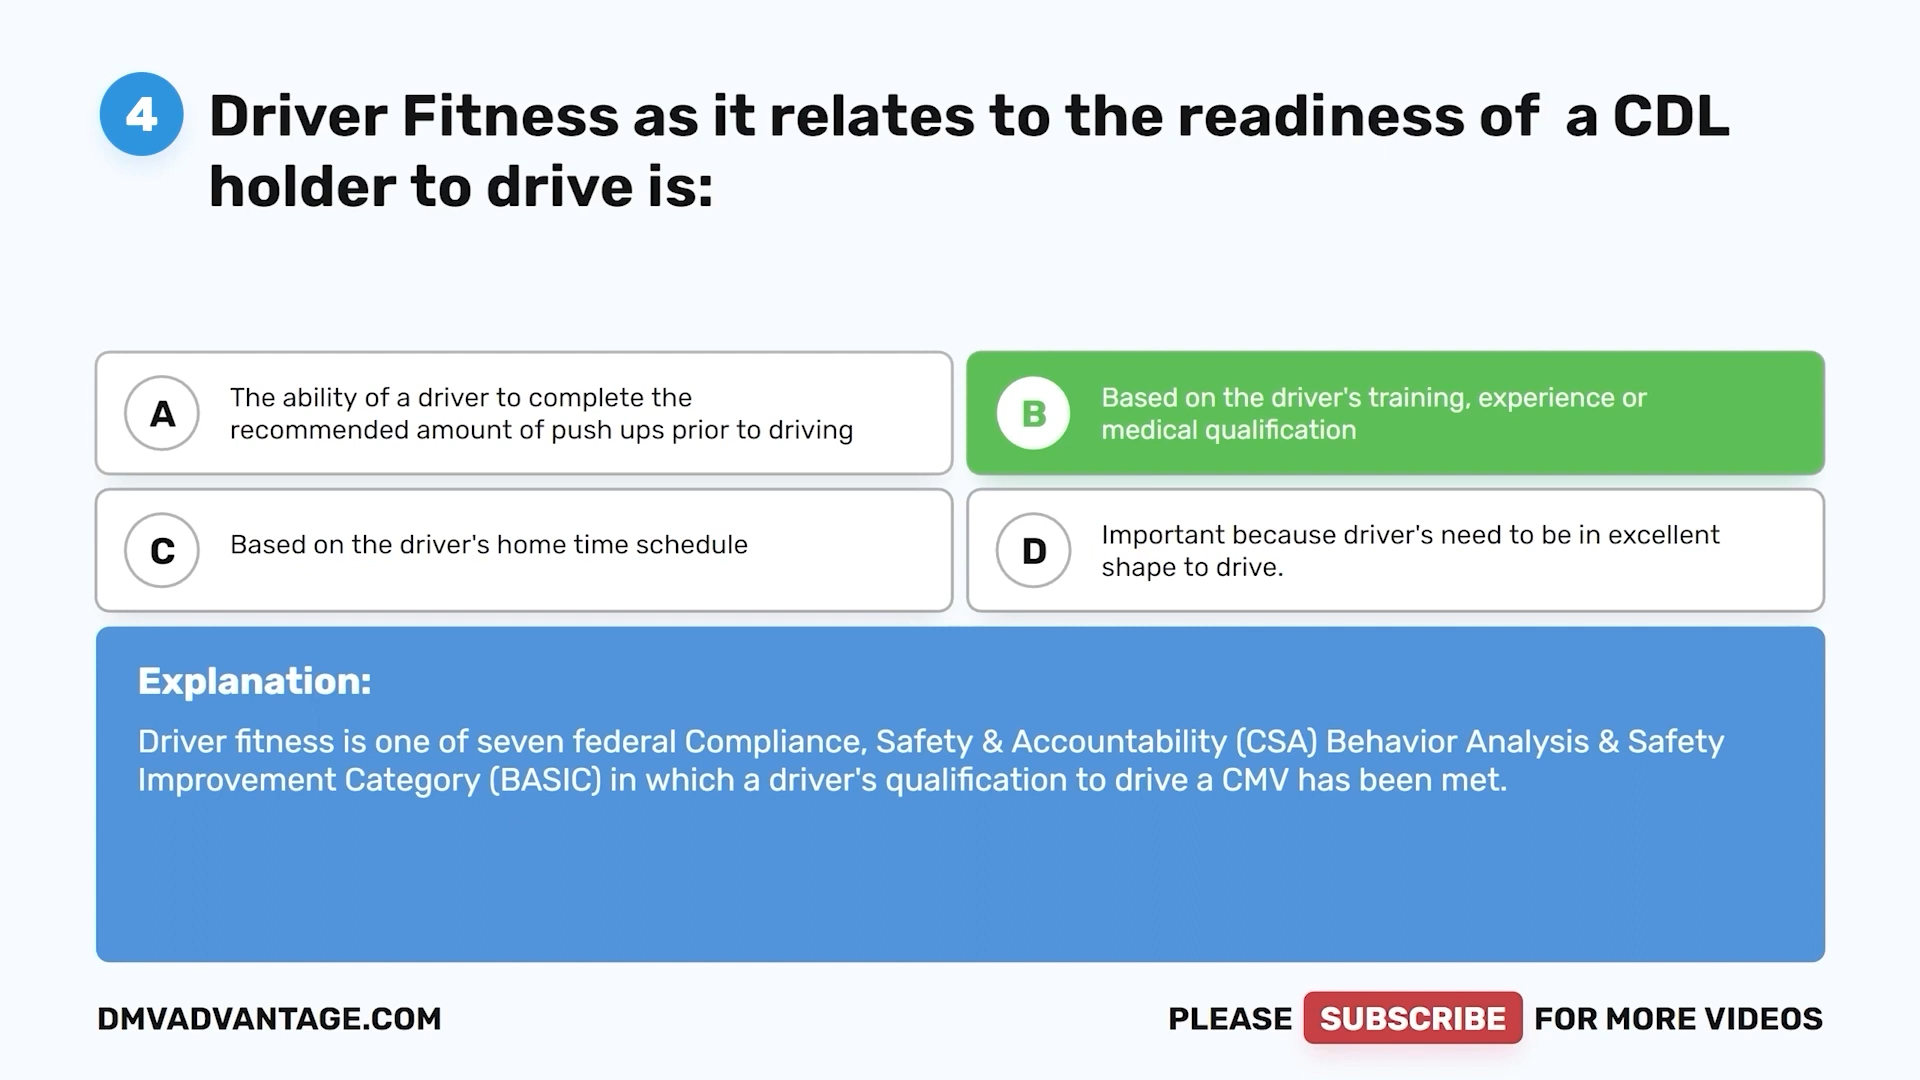 4
Driver Fitness as it relates to the readiness of  a CDL
holder to drive is:
A
The ability of a driver to complete the
recommended amount of push ups prior to driving
B
Based on the driver's training, experience or
medical qualification
C
Based on the driver's home time schedule
D
Important because driver's need to be in excellent
shape to drive.
Explanation:
Driver fitness is one of seven federal Compliance, Safety & Accountability (CSA) Behavior Analysis & Safety
Improvement Category (BASIC) in which a driver's qualification to drive a CMV has been met.
DMVADVANTAGE.COM
PLEASE SUBSCRIBE FOR MORE VIDEOS